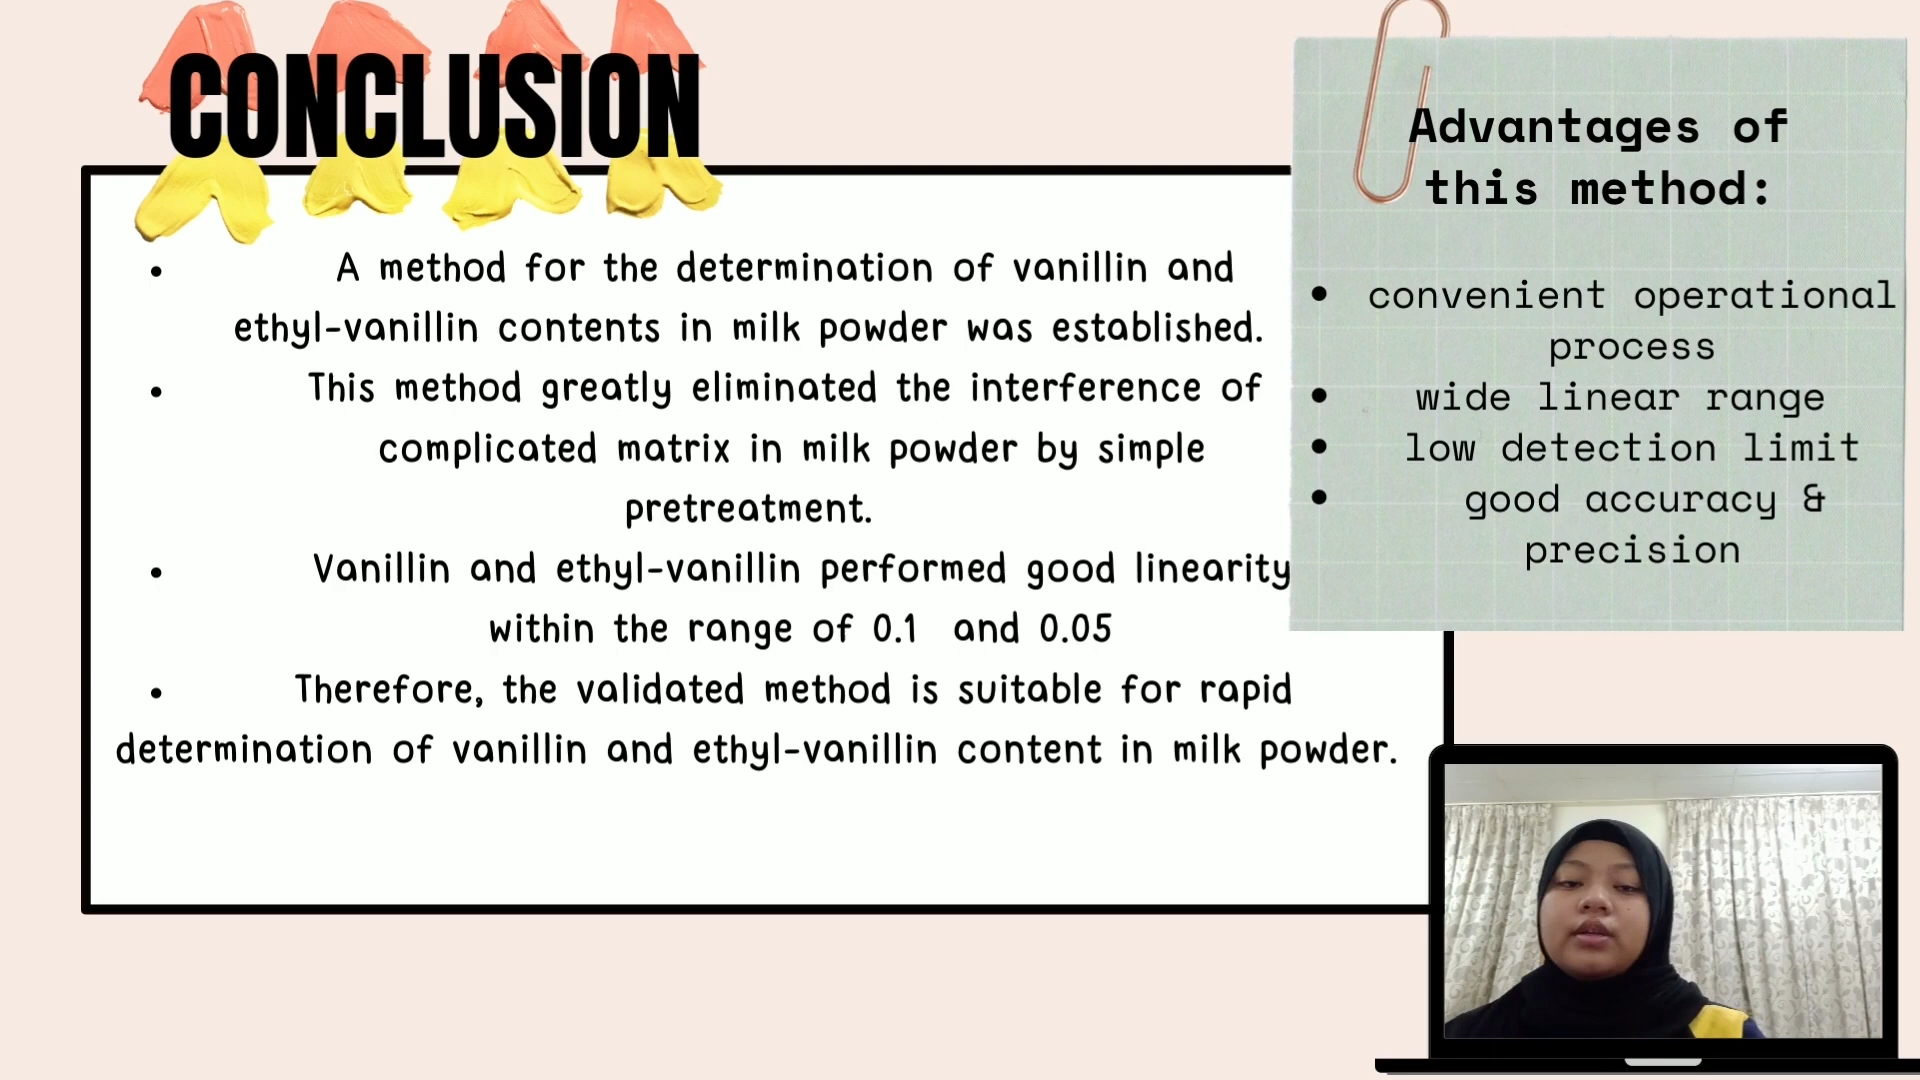 CONCLUSION
• A method for the determination of vanillin and
ethyl-vanillin contents in milk powder was established.
• This method greatly eliminated the interference of
complicated matrix in milk powder by simple
pretreatment.
• Vanillin and ethyl-vanillin performed good linearity
within the range of 0.1 and 0.05
• Therefore, the validated method is suitable for rapid
determination of vanillin and ethyl-vanillin content in milk powder.
Advantages of
this method:
• convenient operational
process
• wide linear range
• low detection limit
• good accuracy &
precision